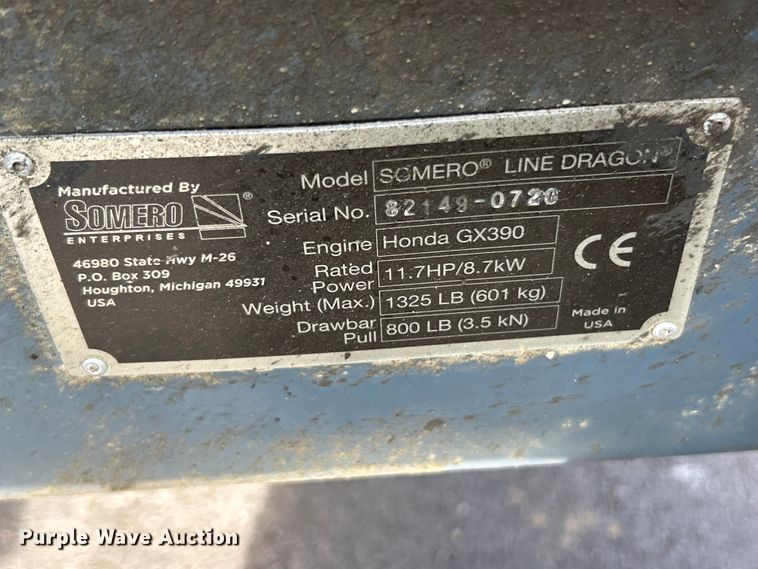 Manufactured By
SOMERO®
ENTERPRISES
46980 State Hwy M-26
P.O. Box 309
Houghton, Michigan 49931
USA
Model SOMERO® LINE DRAGON®
Serial No. 82149-0720
Engine Honda GX390
Rated Power 11.7HP/8.7kW
Weight (Max.) 1325 LB (601 kg)
Drawbar Pull 800 LB (3.5 kN)
CE
Made in
USA
Purple Wave Auction